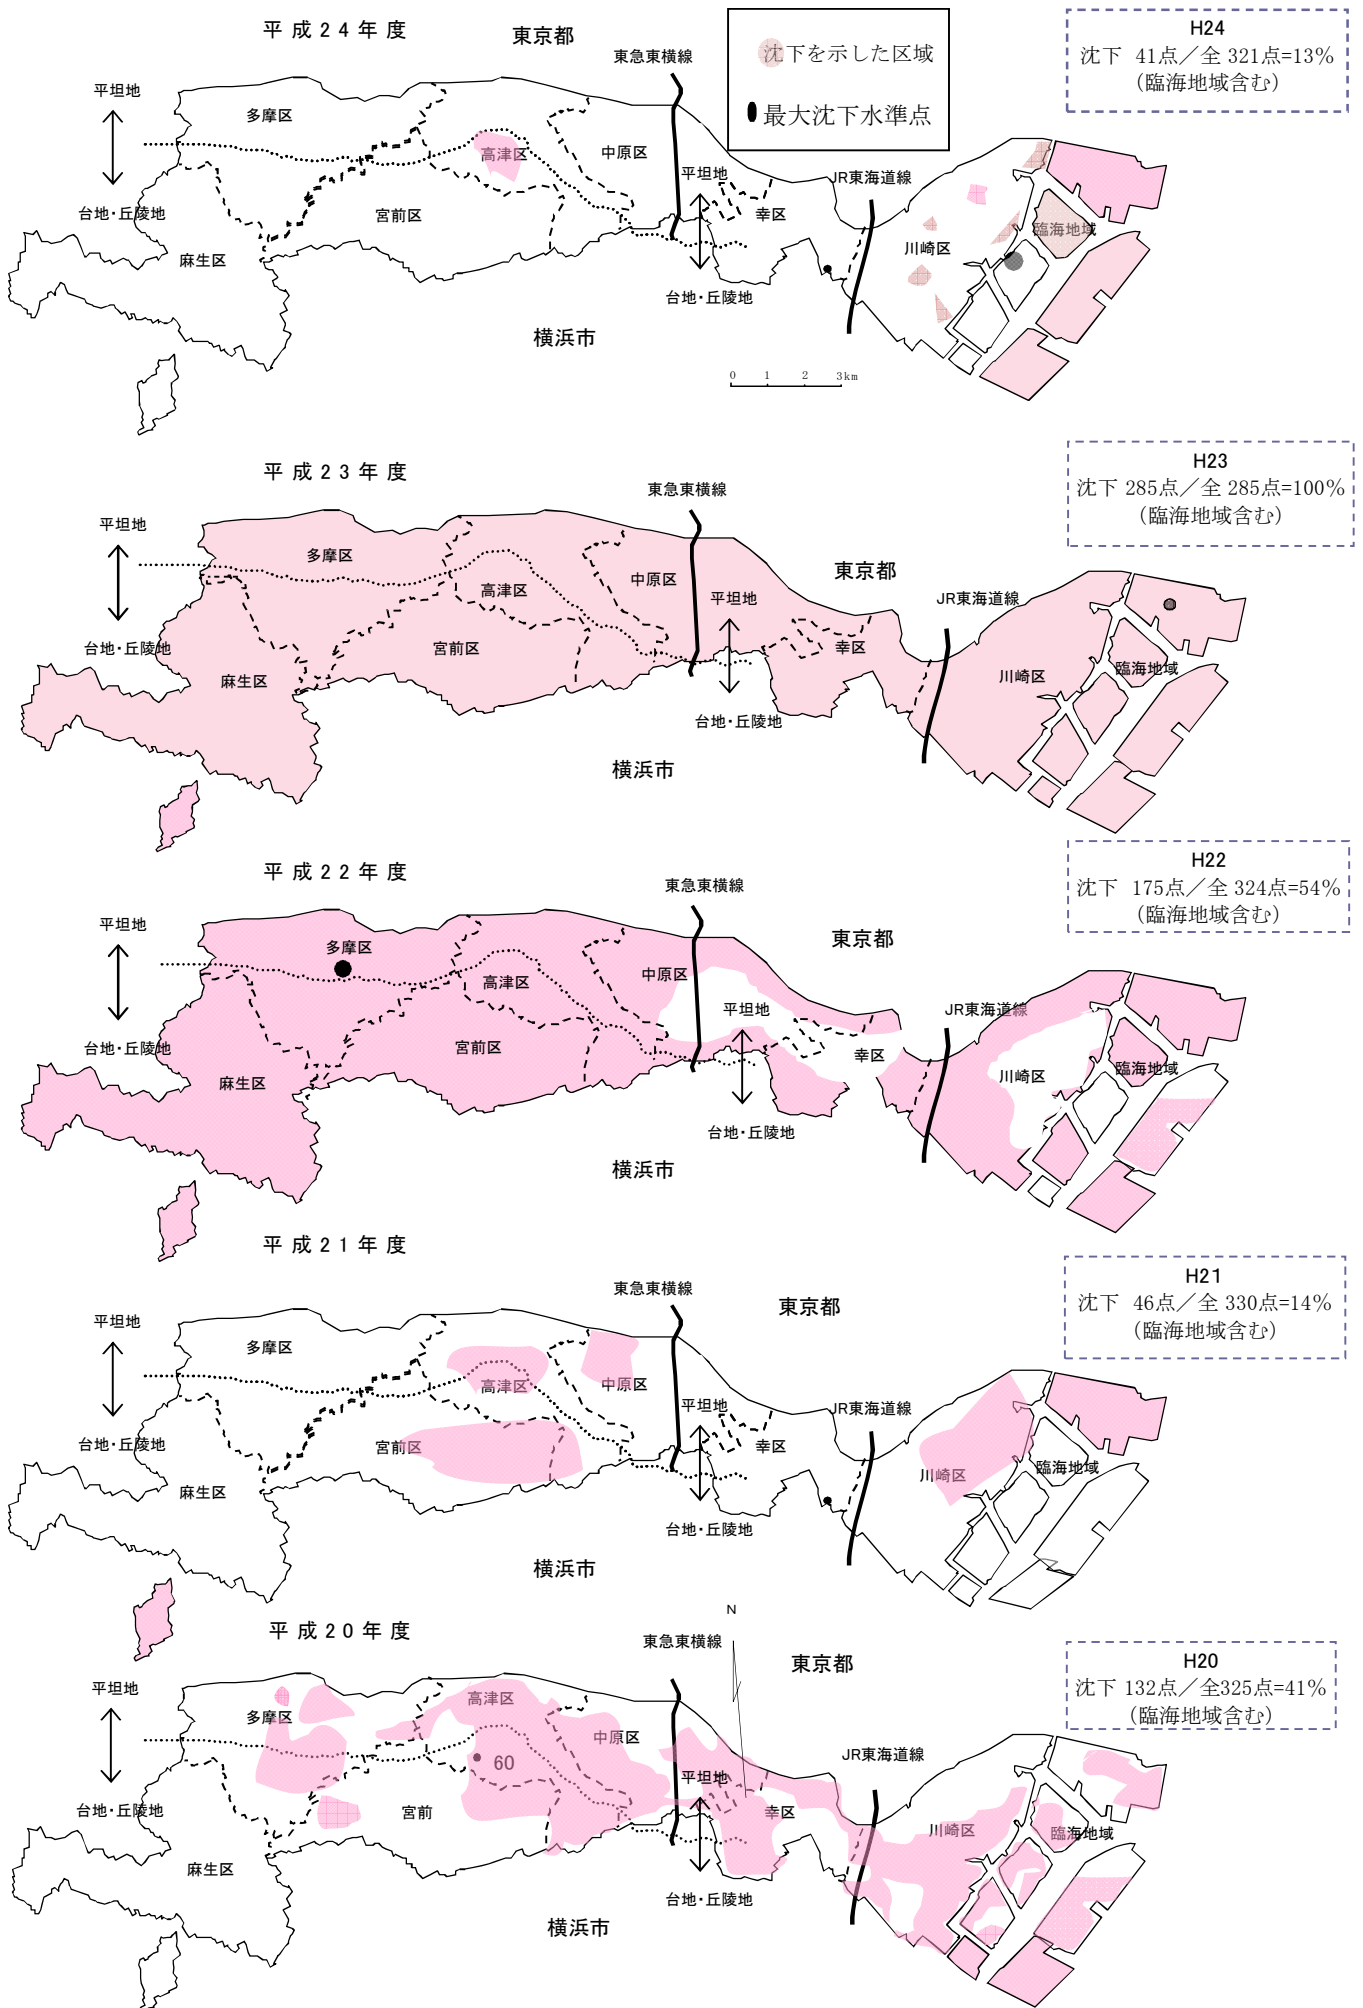 平成24年度
東京都
東急東横線
沈下を示した区域
最大沈下水準点
H24
沈下 41点／全 321点=13%
(臨海地域含む)
平坦地
多摩区
高津区
中原区
平坦地
JR東海道線
台地・丘陵地
宮前区
幸区
川崎区
臨海地域
麻生区
台地・丘陵地
横浜市
0 1 2 3km
平成23年度
H23
沈下 285点／全 285点=100%
(臨海地域含む)
東急東横線
平坦地
多摩区
高津区
中原区
東京都
平坦地
JR東海道線
台地・丘陵地
宮前区
幸区
川崎区
臨海地域
麻生区
台地・丘陵地
横浜市
平成22年度
H22
沈下 175点／全 324点=54%
(臨海地域含む)
東急東横線
平坦地
多摩区
東京都
高津区
中原区
平坦地
JR東海道線
台地・丘陵地
宮前区
幸区
川崎区
臨海地域
麻生区
台地・丘陵地
横浜市
平成21年度
H21
沈下 46点／全 330点=14%
(臨海地域含む)
東急東横線
東京都
平坦地
多摩区
高津区
中原区
平坦地
JR東海道線
台地・丘陵地
宮前区
幸区
川崎区
臨海地域
麻生区
台地・丘陵地
横浜市
平成20年度
N
H20
沈下 132点／全325点=41%
(臨海地域含む)
東急東横線
東京都
平坦地
多摩区
高津区
中原区
JR東海道線
60
平坦地
台地・丘陵地
宮前
幸区
川崎区
臨海地域
麻生区
台地・丘陵地
横浜市